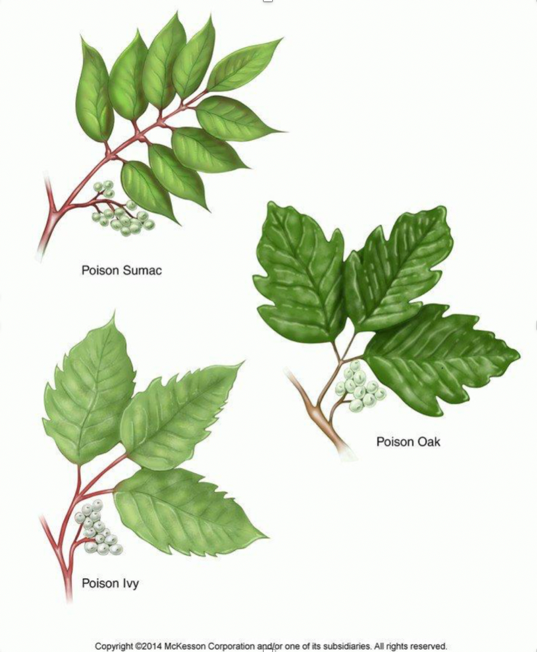 Poison Sumac
Poison Oak
Poison Ivy
Copyright ©2014 McKesson Corporation and/or one of its subsidiaries. All rights reserved.